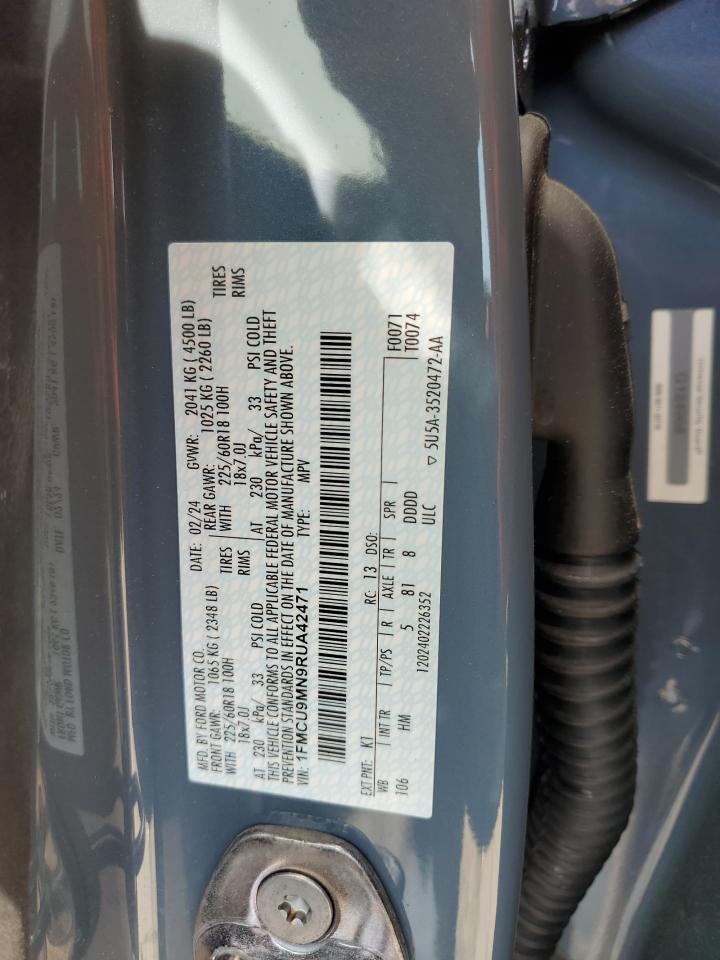 MFD. BY FORD MOTOR CO.
DATE: 02/24 GVWR: 2041 KG ( 4500 LB)
FRONT GAWR: 1065 KG ( 2348 LB) REAR GAWR: 1025 KG ( 2260 LB)
WITH 225/60R18 100H TIRES WITH 225/60R18 100H TIRES
18x7.0J RIMS 18x7.0J RIMS
AT 230 kPa/ 33 PSI COLD AT 230 kPa/ 33 PSI COLD
THIS VEHICLE CONFORMS TO ALL APPLICABLE FEDERAL MOTOR VEHICLE SAFETY AND THEFT
PREVENTION STANDARDS IN EFFECT ON THE DATE OF MANUFACTURE SHOWN ABOVE.
VIN: 1FMCU9MN9RUA42471 TYPE: MPV
EXT PNT: K1 RC: 13 DSO: F0071
WB INT TR TP/PS R AXLE TR SPR T0074
106 HM 5 81 8 DDDD
1202402226352 ULC ▽ 5U5A-3520472-AA